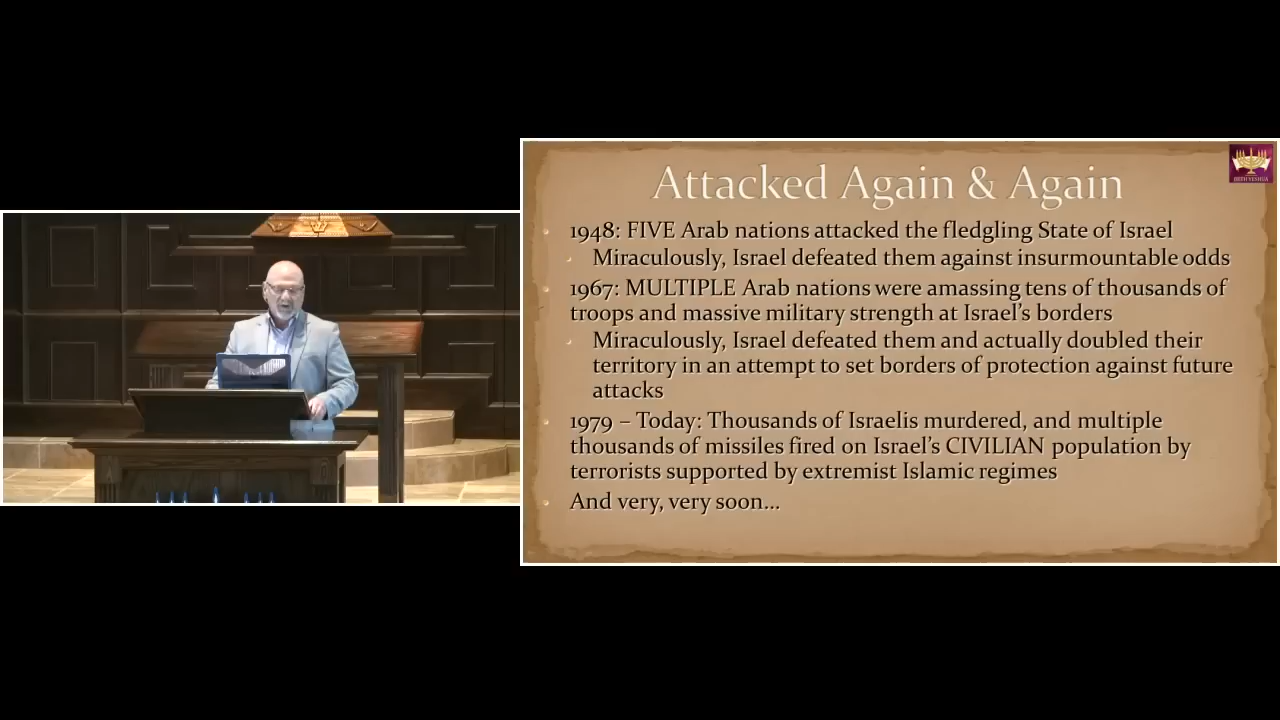 Attacked Again & Again
1948: FIVE Arab nations attacked the fledgling State of Israel
Miraculously, Israel defeated them against insurmountable odds
1967: MULTIPLE Arab nations were amassing tens of thousands of
troops and massive military strength at Israel's borders
Miraculously, Israel defeated them and actually doubled their
territory in an attempt to set borders of protection against future
attacks
1979 – Today: Thousands of Israelis murdered, and multiple
thousands of missiles fired on Israel's CIVILIAN population by
terrorists supported by extremist Islamic regimes
And very, very soon...